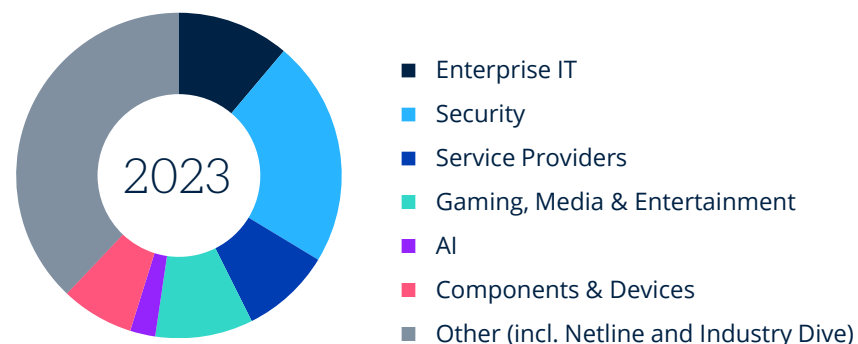 2023
Enterprise IT
Security
Service Providers
Gaming, Media & Entertainment
AI
Components & Devices
Other (incl. Netline and Industry Dive)